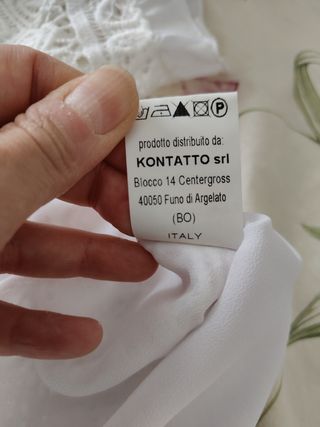 P
prodotto distribuito da:
KONTATTO srl
Blocco 14 Centergross
40050 Funo di Argelato
(BO)
ITALY